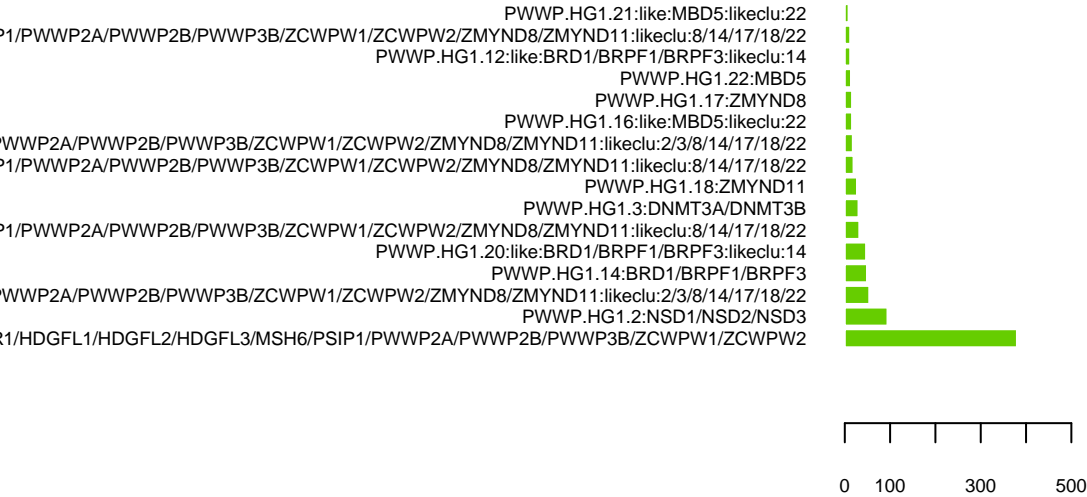 PWWP.HG1.21:like:MBD5:likeclu:22
P1/PWWP2A/PWWP2B/PWWP3B/ZCWPW1/ZCWPW2/ZMYND8/ZMYND11:likeclu:8/14/17/18/22
PWWP.HG1.12:like:BRD1/BRPF1/BRPF3:likeclu:14
PWWP.HG1.22:MBD5
PWWP.HG1.17:ZMYND8
PWWP.HG1.16:like:MBD5:likeclu:22
PWWP2A/PWWP2B/PWWP3B/ZCWPW1/ZCWPW2/ZMYND8/ZMYND11:likeclu:2/3/8/14/17/18/22
P1/PWWP2A/PWWP2B/PWWP3B/ZCWPW1/ZCWPW2/ZMYND8/ZMYND11:likeclu:8/14/17/18/22
PWWP.HG1.18:ZMYND11
PWWP.HG1.3:DNMT3A/DNMT3B
P1/PWWP2A/PWWP2B/PWWP3B/ZCWPW1/ZCWPW2/ZMYND8/ZMYND11:likeclu:8/14/17/18/22
PWWP.HG1.20:like:BRD1/BRPF1/BRPF3:likeclu:14
PWWP.HG1.14:BRD1/BRPF1/BRPF3
PWWP2A/PWWP2B/PWWP3B/ZCWPW1/ZCWPW2/ZMYND8/ZMYND11:likeclu:2/3/8/14/17/18/22
PWWP.HG1.2:NSD1/NSD2/NSD3
R1/HDGFL1/HDGFL2/HDGFL3/MSH6/PSIP1/PWWP2A/PWWP2B/PWWP3B/ZCWPW1/ZCWPW2
0 100 300 500